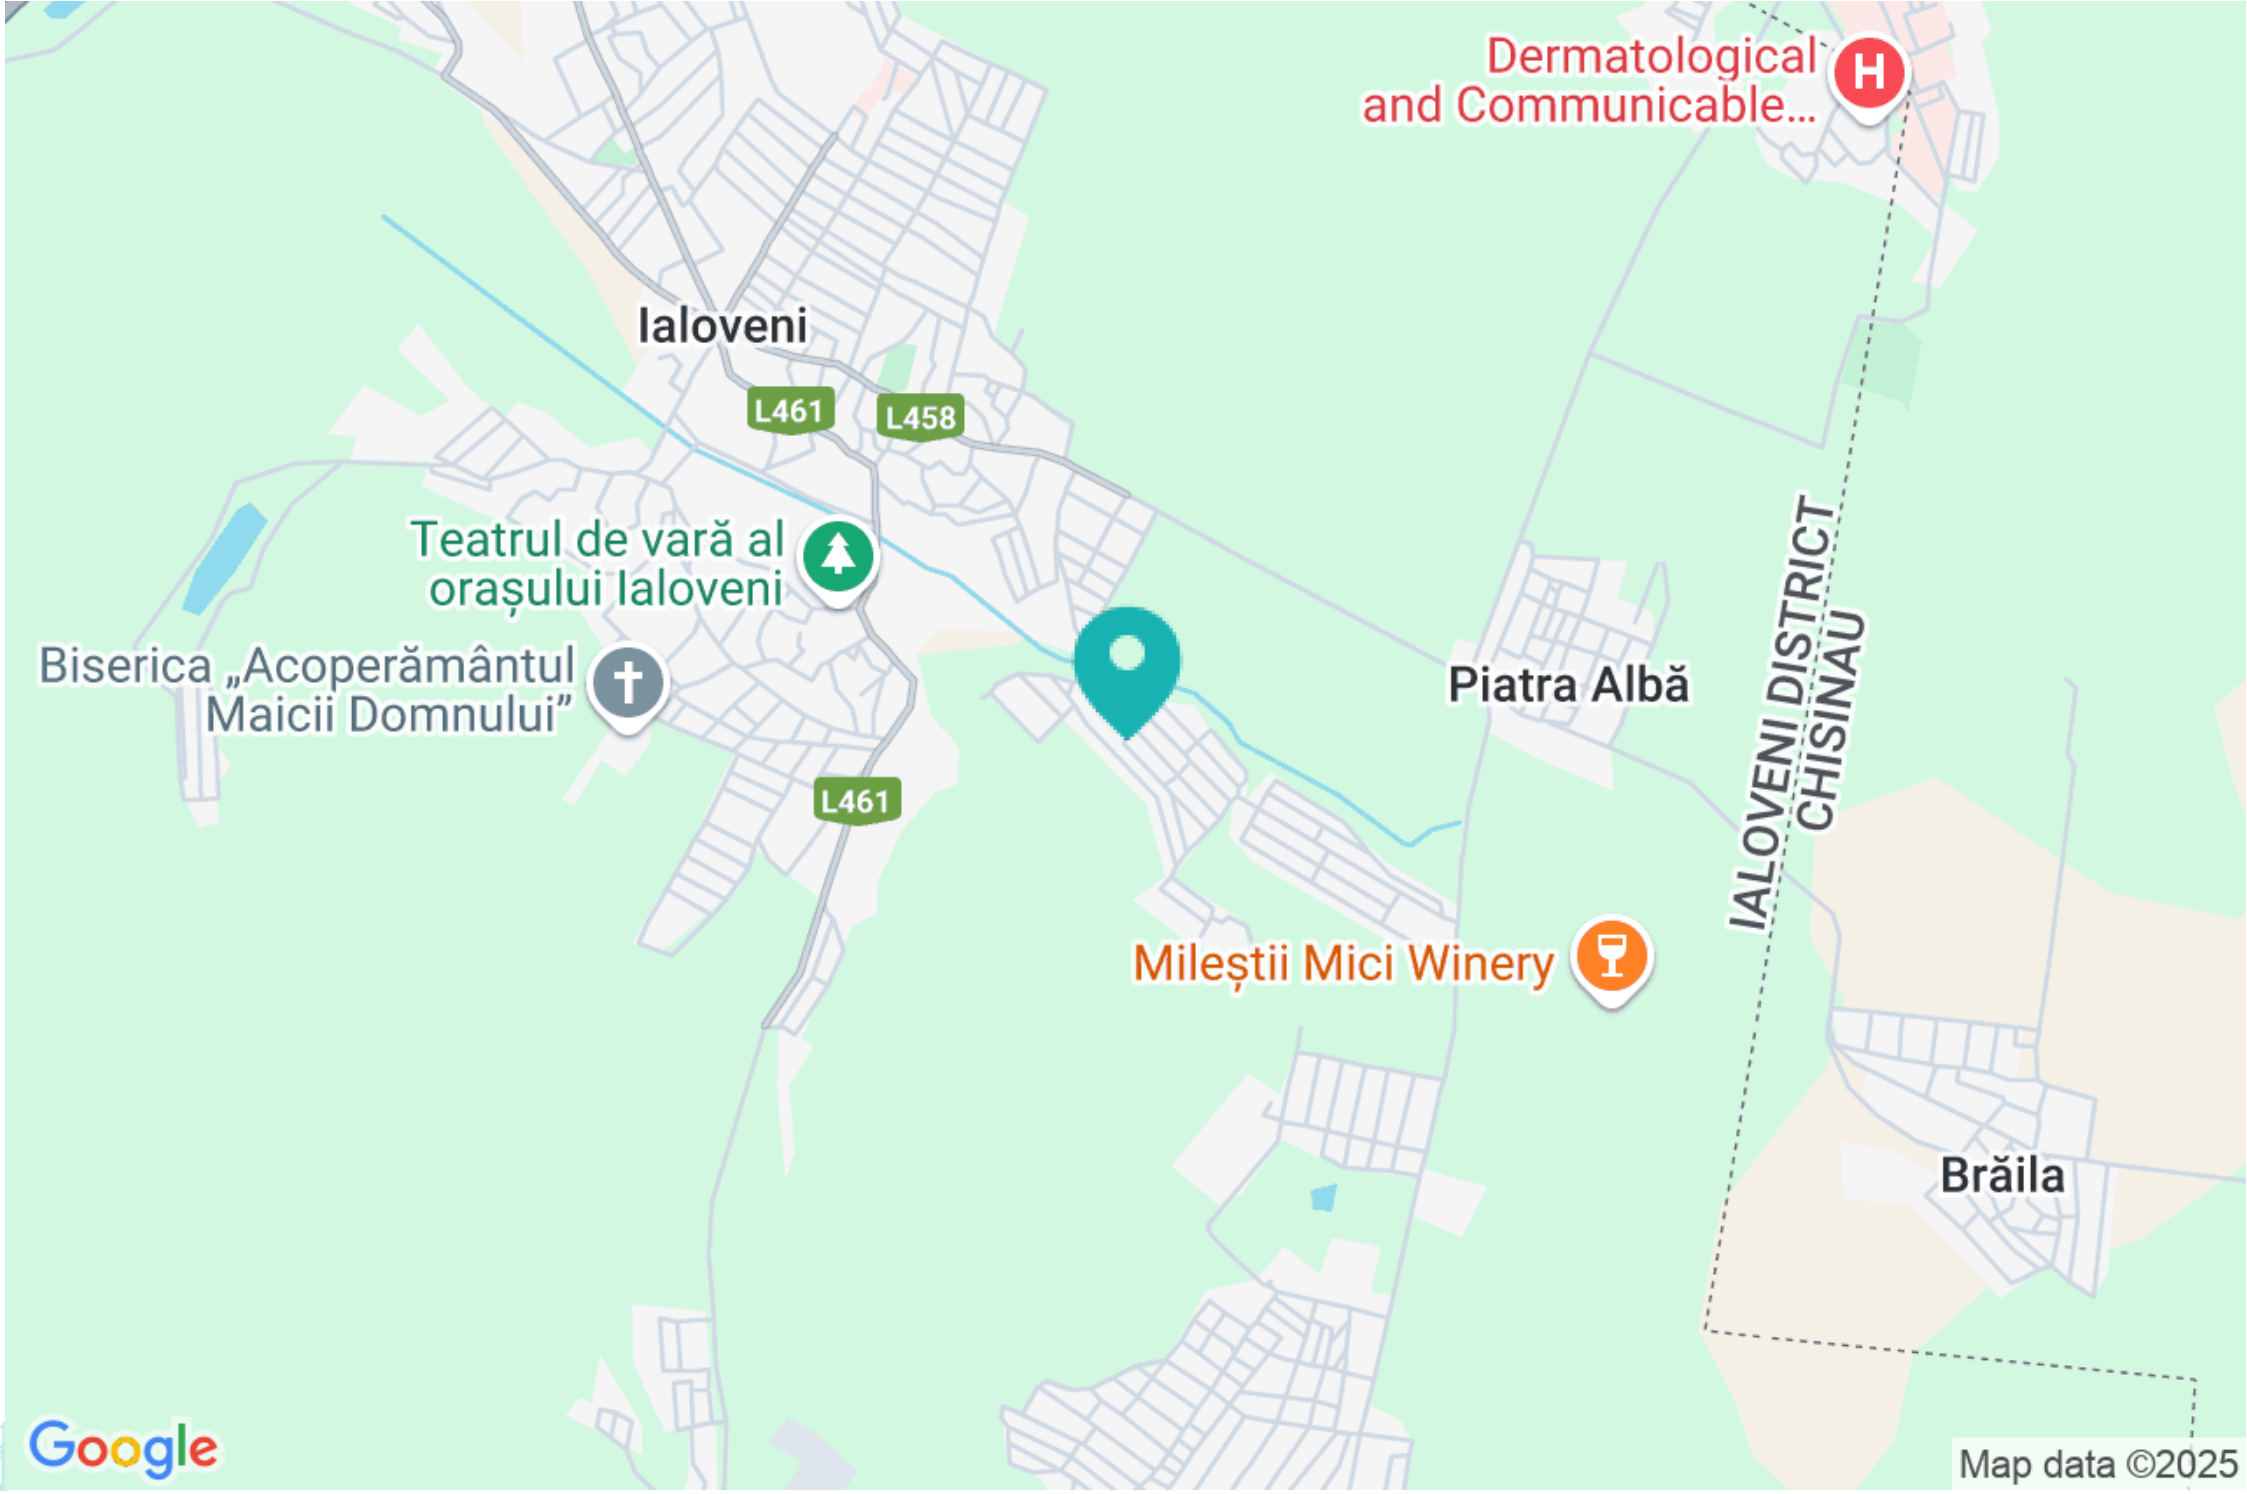 Dermatological
and Communicable...
H
Ialoveni
L461
L458
Teatrul de vară al
orașului Ialoveni
Biserica „Acoperământul
Maicii Domnului”
Piatra Albă
IALOVENI DISTRICT
CHISINAU
L461
Mileștii Mici Winery
Brăila
Google
Map data ©2025